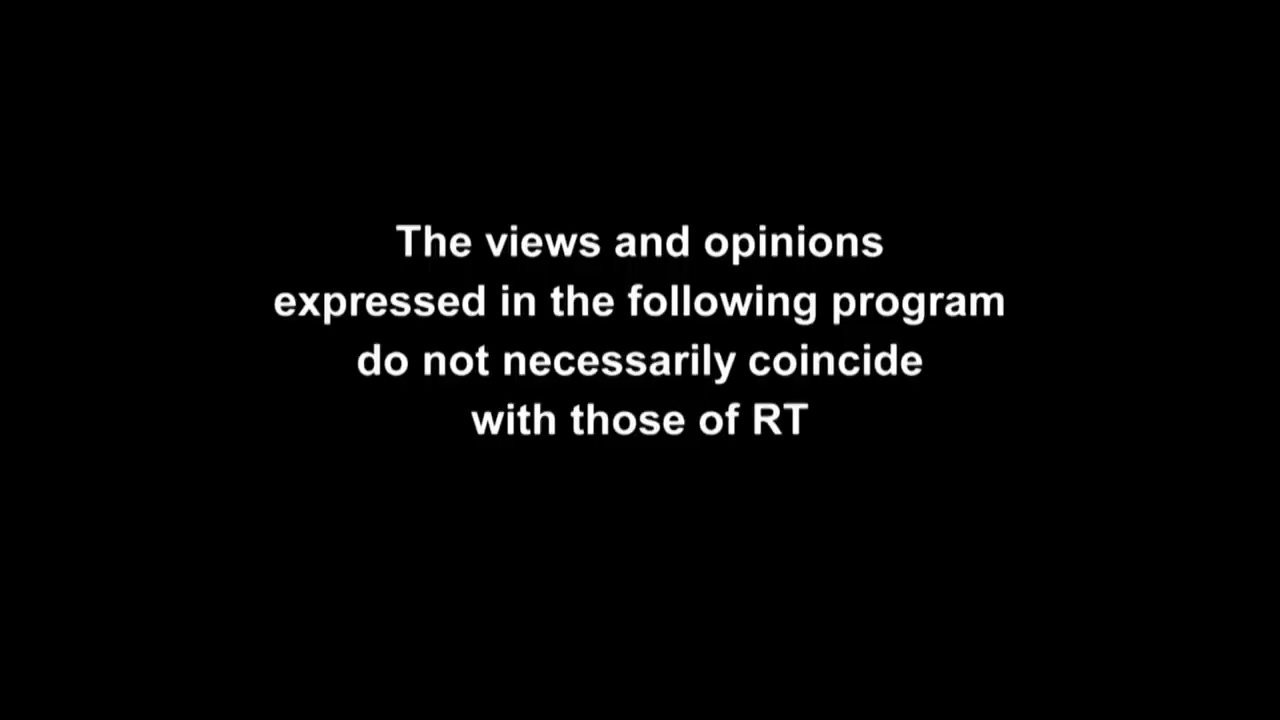 The views and opinions
expressed in the following program
do not necessarily coincide
with those of RT